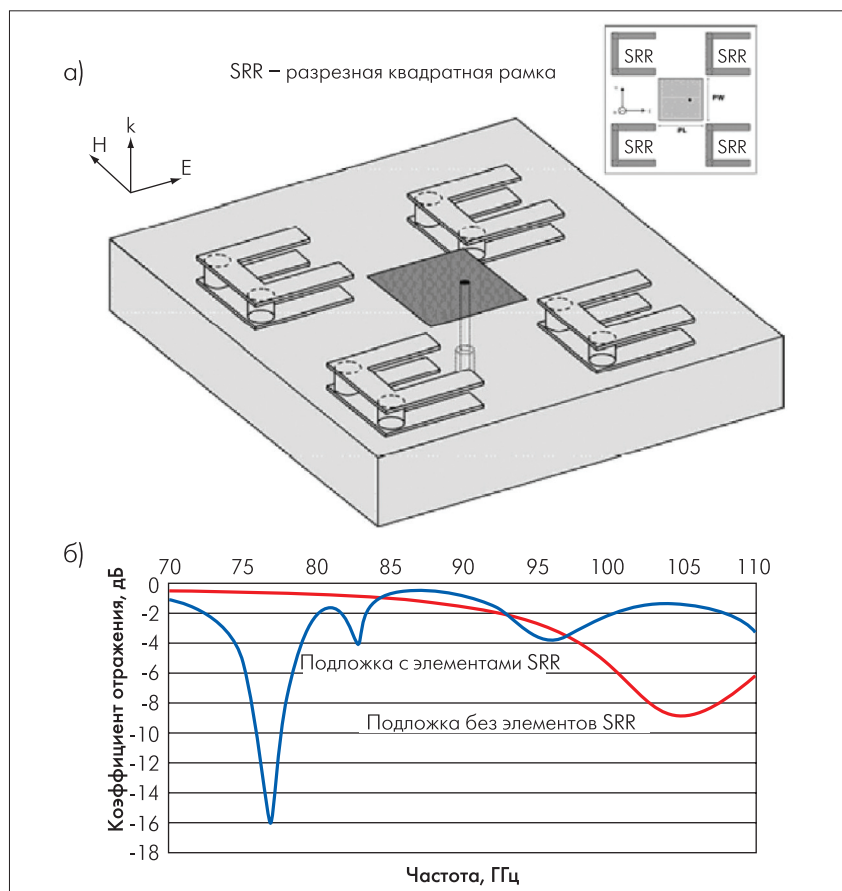 а)
SRR – разрезная квадратная рамка
SRR
SRR
PW
PL
SRR
SRR
k
H
E
б)
70 75 80 85 90 95 100 105 110
Коэффициент отражения, дБ
0
-2
-4
-6
-8
-10
-12
-14
-16
-18
Подложка с элементами SRR
Подложка без элементов SRR
Частота, ГГц